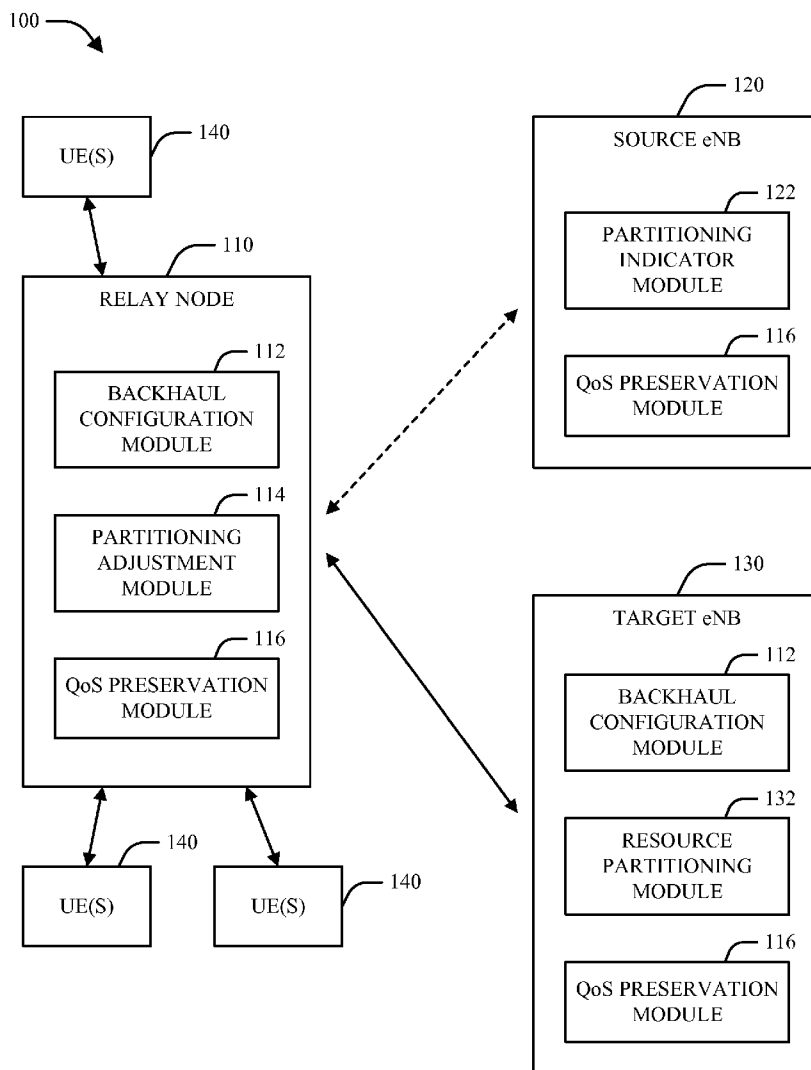 100
140
UE(S)
110
RELAY NODE
112
BACKHAUL
CONFIGURATION
MODULE
114
PARTITIONING
ADJUSTMENT
MODULE
116
QoS PRESERVATION
MODULE
140
UE(S)
140
UE(S)
120
SOURCE eNB
122
PARTITIONING
INDICATOR
MODULE
116
QoS PRESERVATION
MODULE
130
TARGET eNB
112
BACKHAUL
CONFIGURATION
MODULE
132
RESOURCE
PARTITIONING
MODULE
116
QoS PRESERVATION
MODULE